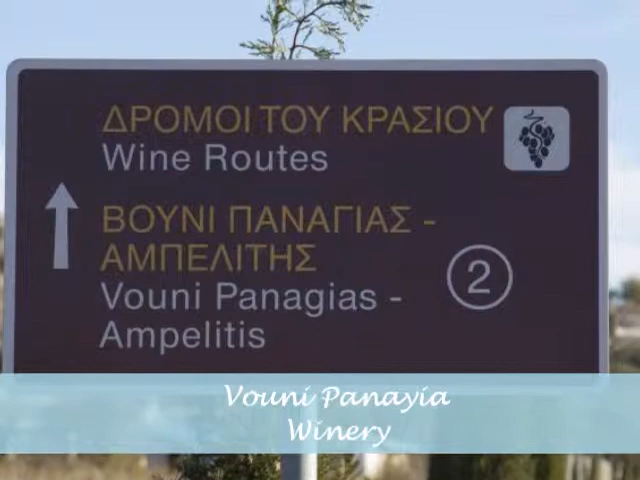 ΔΡΟΜΟΙ ΤΟΥ ΚΡΑΣΙΟΥ
Wine Routes
ΒΟΥΝΙ ΠΑΝΑΓΙΑΣ -
ΑΜΠΕΛΙΤΗΣ
Vouni Panagias -
Ampelitis
2
Vouni Panayia
Winery